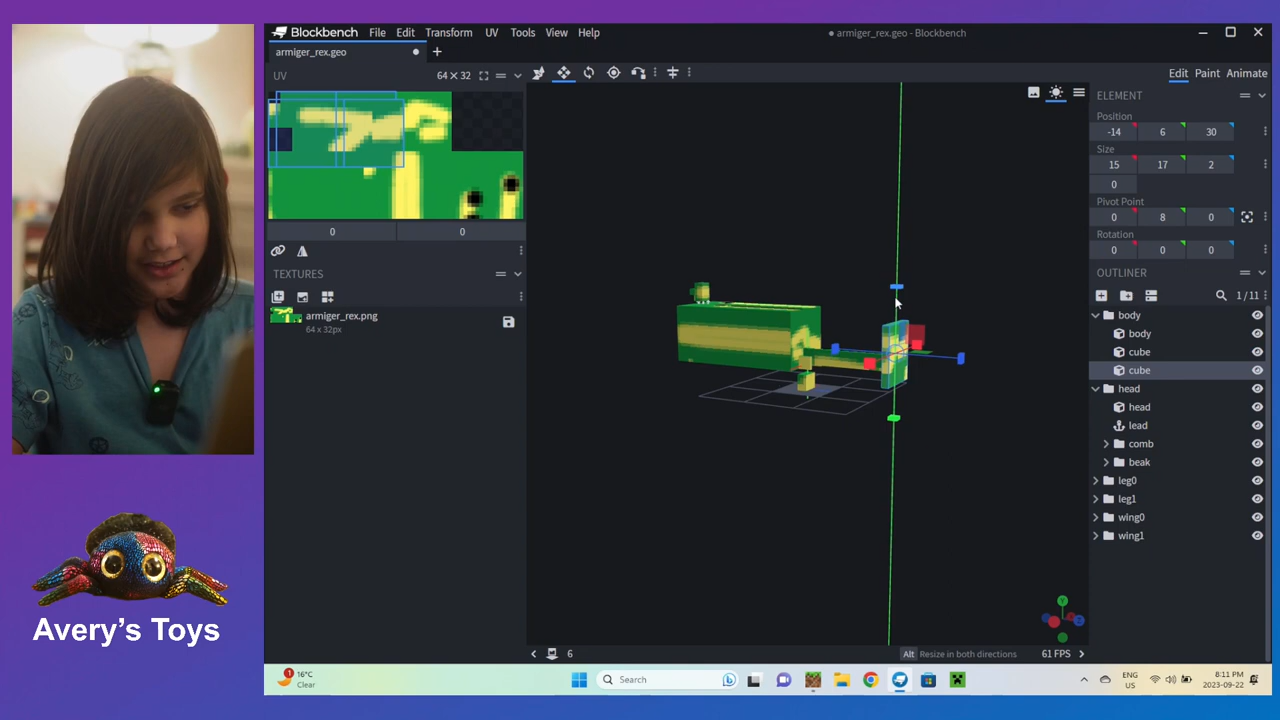 Blockbench File Edit Transform UV Tools View Help
armiger_rex.geo - Blockbench
armiger_rex.geo
UV 64 × 32
Edit Paint Animate
ELEMENT
Position
-14 6 30
Size
15 17 2
0
Pivot Point
0 8 0
Rotation
0 0 0
0 0
TEXTURES
armiger_rex.png
64 x 32px
OUTLINER
1/11
body
body
cube
cube
head
head
lead
comb
beak
leg0
leg1
wing0
wing1
Avery's Toys
6
Alt Resize in both directions
61 FPS
1
16°C
Clear
Search
ENG
US
8:11 PM
2023-09-22